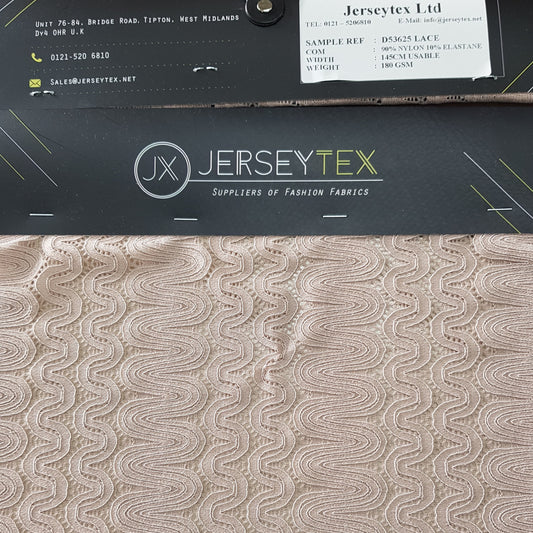 Unit 76-84, Bridge Road, Tipton, West Midlands
DY4 0HR U.K
0121-520 6810
Sales@jerseytex.net
Jerseytex Ltd
TEL: 0121 - 5206810 E-Mail: info@jerseytex.net
SAMPLE REF : D53625 LACE
COM : 90% NYLON 10% ELASTANE
WIDTH : 145CM USABLE
WEIGHT : 180 GSM
JX JERSEYTEX
Suppliers of Fashion Fabrics